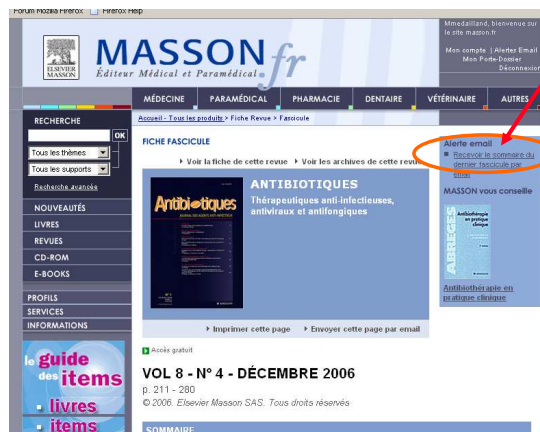 Forum Mozilla Firefox Firefox Help
ELSEVIER
MASSON
MASSON.fr
Éditeur Médical et Paramédical
Mmedailland, bienvenue sur
le site masson.fr
Mon compte | Alertes Email
Mon Porte-Dossier
Déconnexion
MÉDECINE PARAMÉDICAL PHARMACIE DENTAIRE VÉTÉRINAIRE AUTRES
RECHERCHE
OK
Tous les thèmes
Tous les supports
Recherche avancée
NOUVEAUTÉS
LIVRES
REVUES
CD-ROM
E-BOOKS
PROFILS
SERVICES
INFORMATIONS
le guide
des items
livres
items
Accueil - Tous les produits > Fiche Revue > Fascicule
FICHE FASCICULE
Voir la fiche de cette revue Voir les archives de cette revue
Antibiotiques
ANTIBIOTIQUES
Thérapeutiques anti-infectieuses,
antiviraux et antifongiques
Imprimer cette page Envoyer cette page par email
Accès gratuit
VOL 8 - N° 4 - DÉCEMBRE 2006
p. 211 - 280
© 2006. Elsevier Masson SAS. Tous droits réservés
SOMMAIRE
Alerte email
Recevoir le sommaire du
dernier fascicule par
email
MASSON vous conseille
ABREGES
Antibiothérapie
en pratique
clinique
Antibiothérapie en
pratique clinique